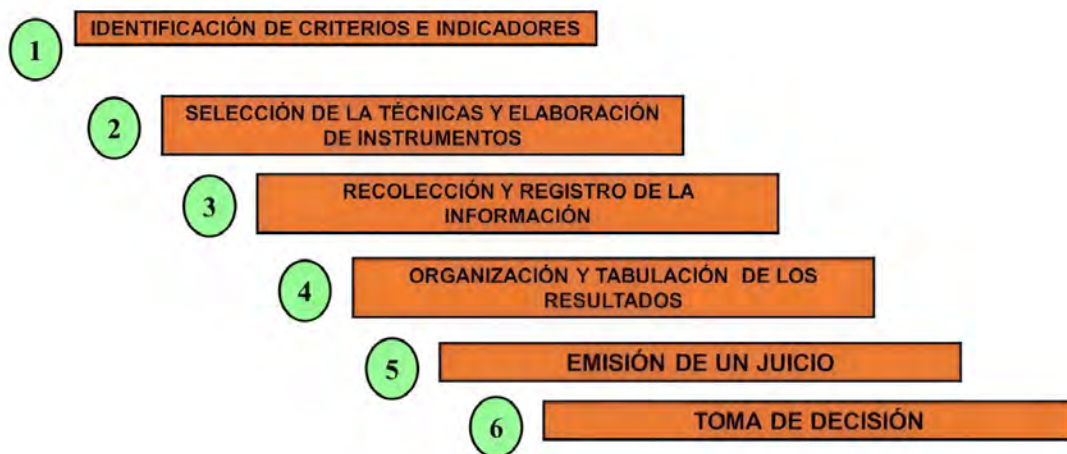 1
IDENTIFICACIÓN DE CRITERIOS E INDICADORES
2
SELECCIÓN DE LA TÉCNICAS Y ELABORACIÓN
DE INSTRUMENTOS
3
RECOLECCIÓN Y REGISTRO DE LA
INFORMACIÓN
4
ORGANIZACIÓN Y TABULACIÓN DE LOS
RESULTADOS
5
EMISIÓN DE UN JUICIO
6
TOMA DE DECISIÓN